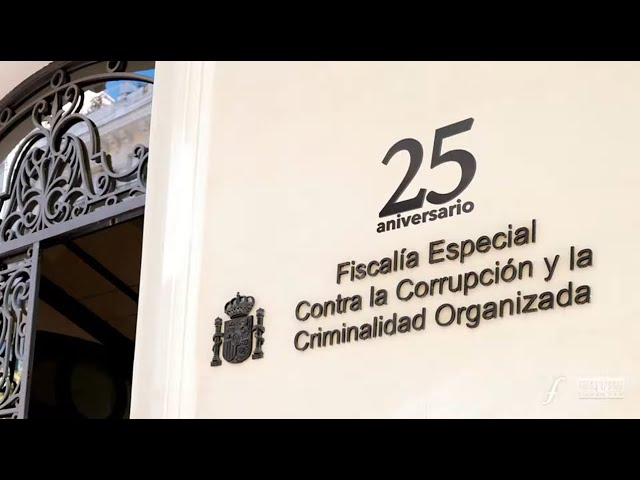 25
aniversario
Fiscalía Especial
Contra la Corrupción y la
Criminalidad Organizada